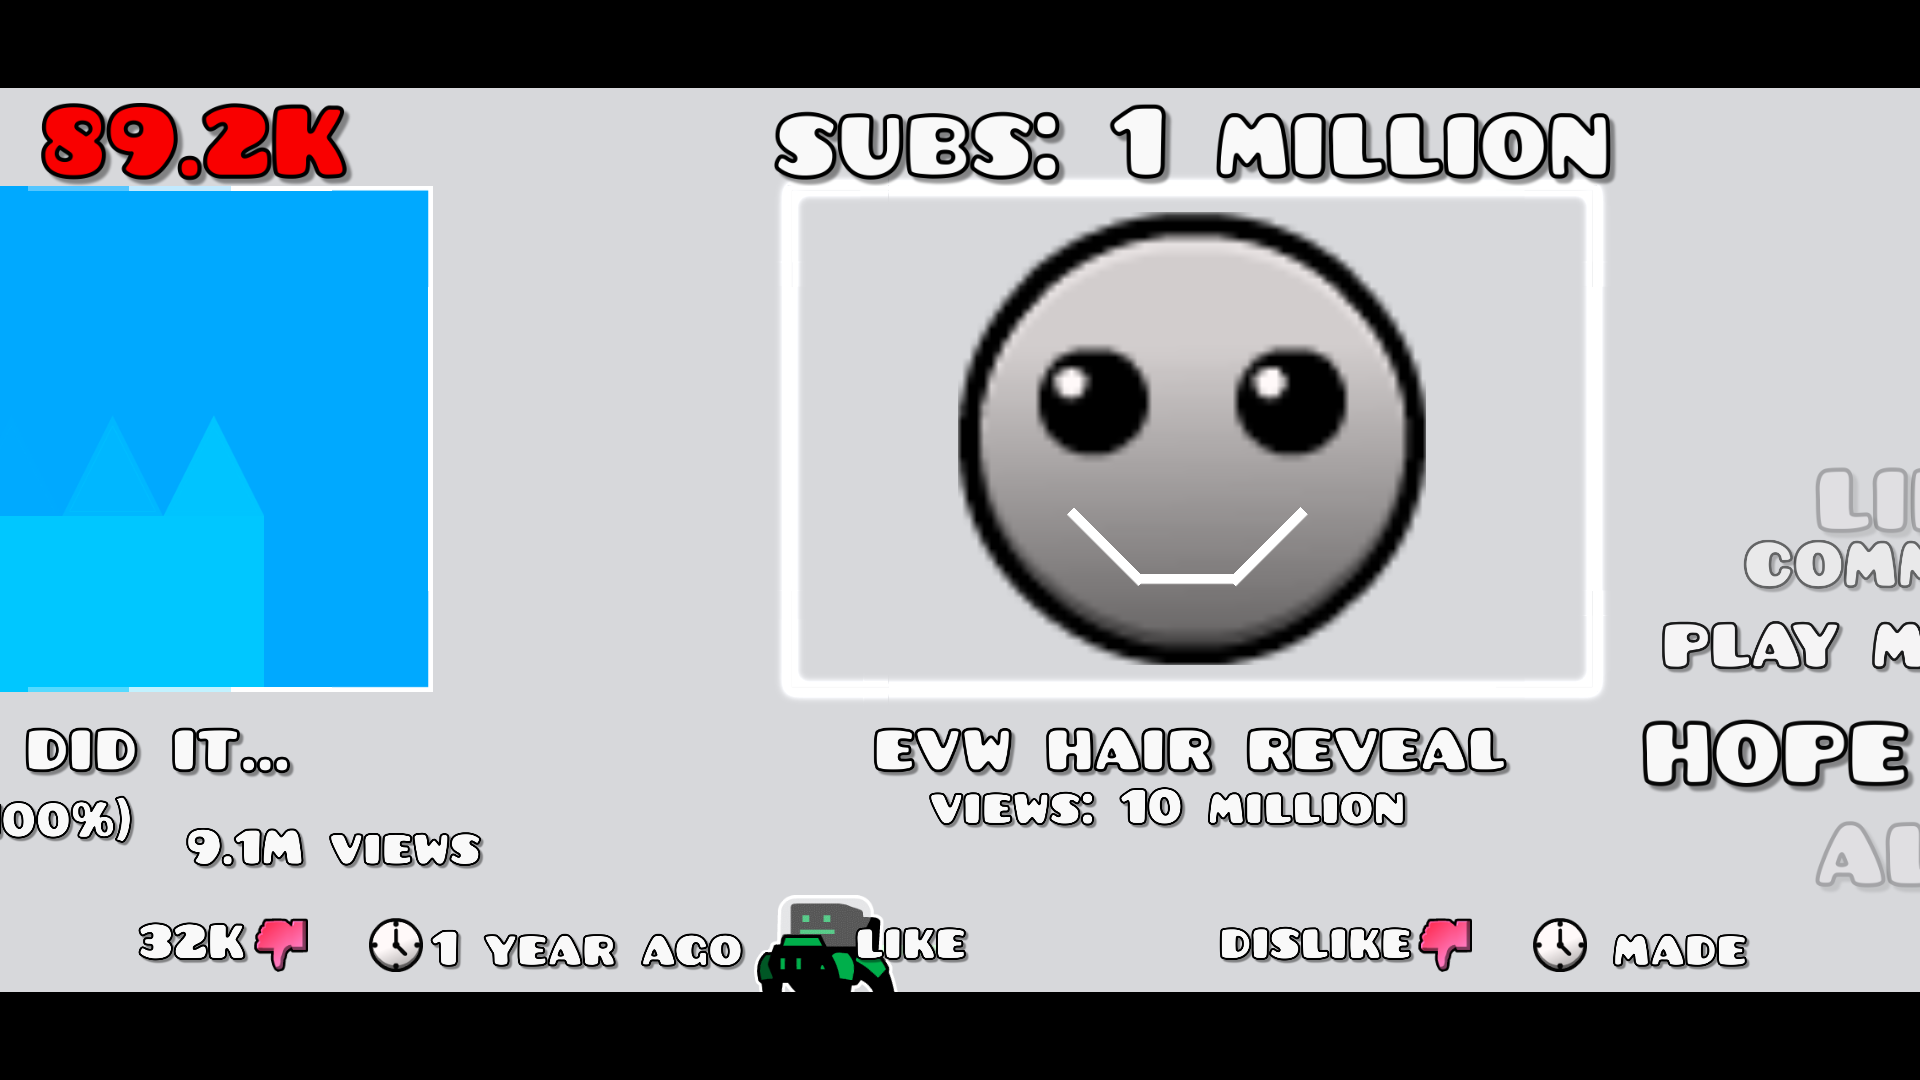 89.2K
SUBS: 1 MILLION
COMM
PLAY M
DID IT...
EVW HAIR REVEAL
HOPE
00%)
9.1M VIEWS
VIEWS: 10 MILLION
32K
1 YEAR AGO
LIKE
DISLIKE
MADE